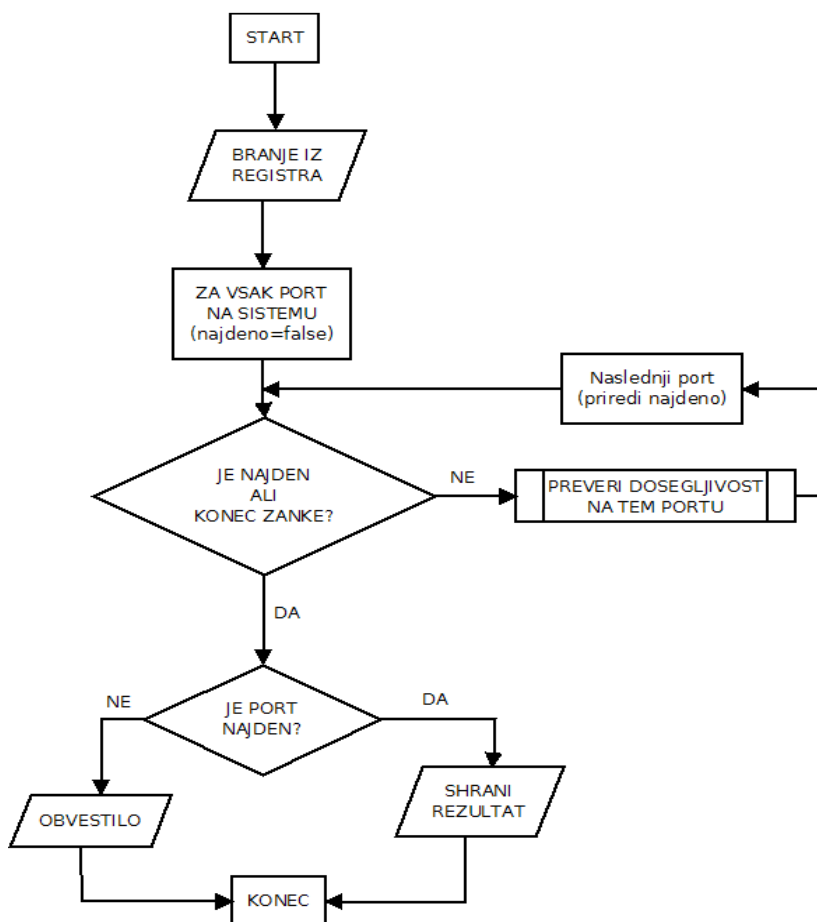 START
BRANJE IZ
REGISTRA
ZA VSAK PORT
NA SISTEMU
(najdeno=false)
Naslednji port
(priredi najdeno)
JE NAJDEN
ALI
KONEC ZANKE?
NE
PREVERI DOSEGLJIVOST
NA TEM PORTU
DA
JE PORT
NAJDEN?
NE
DA
OBVESTILO
SHRANI
REZULTAT
KONEC